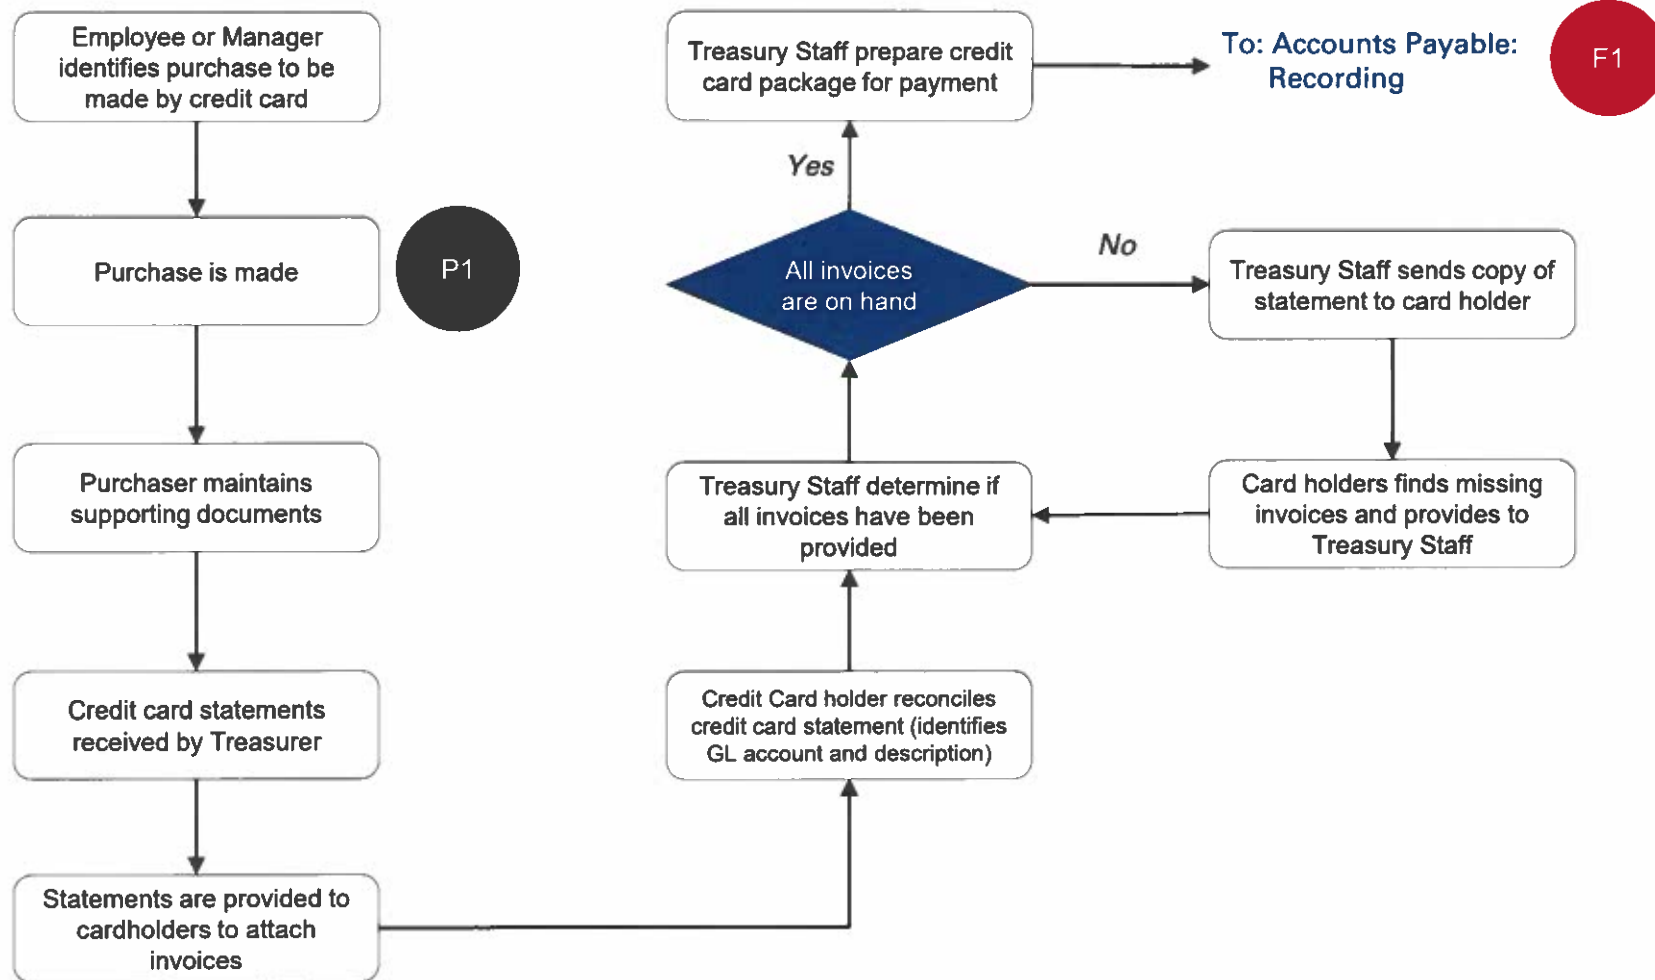 Employee or Manager
identifies purchase to be
made by credit card
Purchase is made
P1
Purchaser maintains
supporting documents
Credit card statements
received by Treasurer
Statements are provided to
cardholders to attach
invoices
Treasury Staff prepare credit
card package for payment
To: Accounts Payable:
Recording
F1
Yes
All invoices
are on hand
No
Treasury Staff sends copy of
statement to card holder
Treasury Staff determine if
all invoices have been
provided
Card holders finds missing
invoices and provides to
Treasury Staff
Credit Card holder reconciles
credit card statement (identifies
GL account and description)